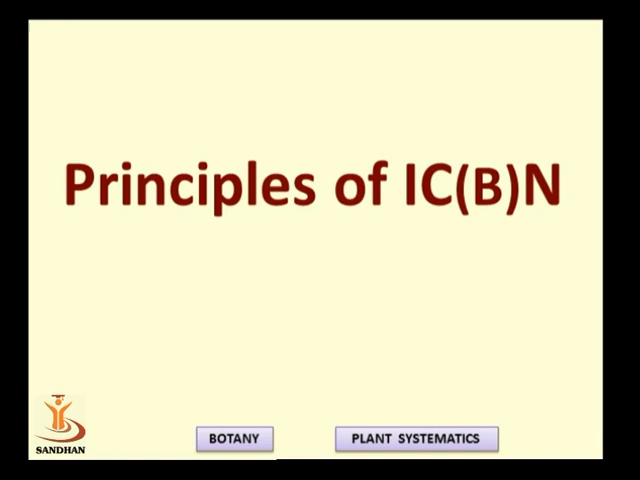 Principles of IC(B)N
SANDHAN
BOTANY
PLANT SYSTEMATICS